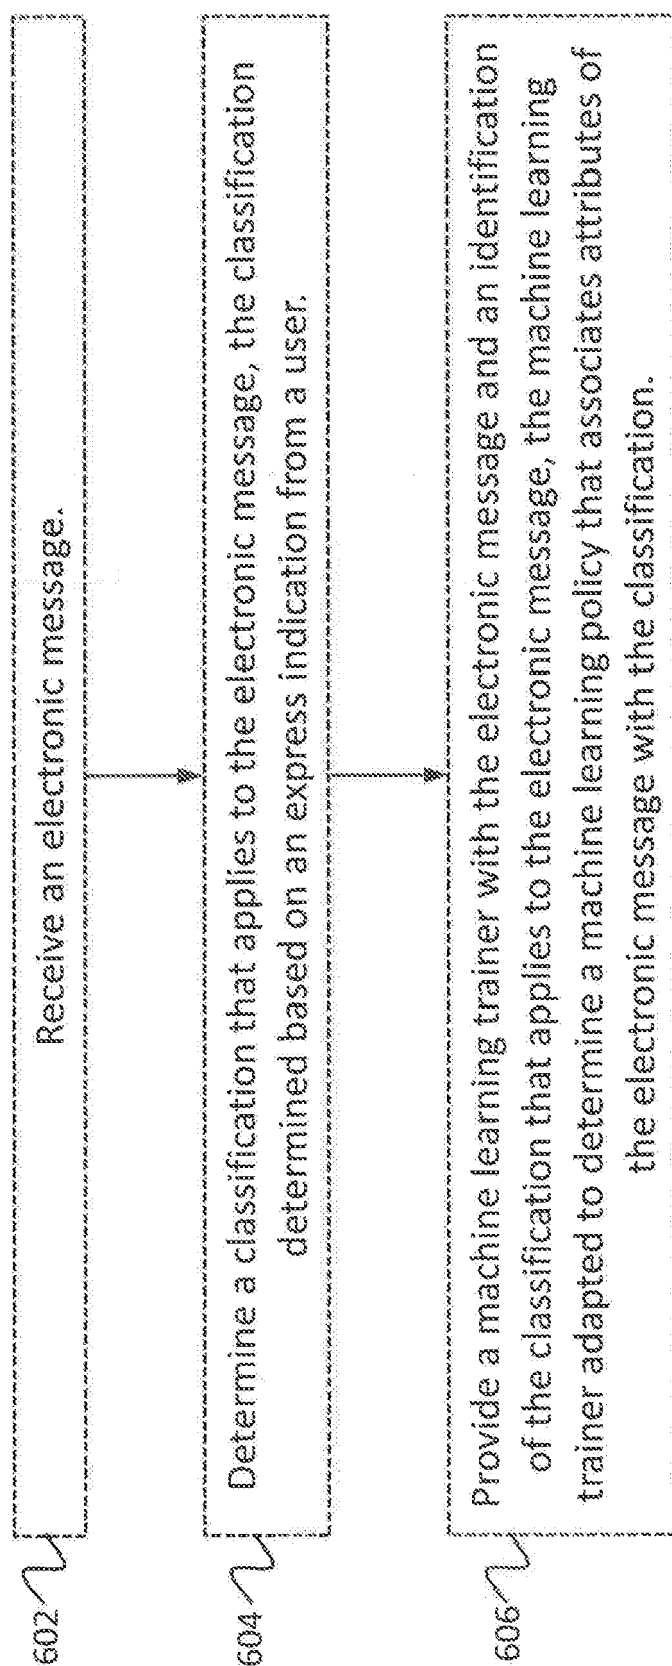 602
Receive an electronic message.
604
Determine a classification that applies to the electronic message, the classification
determined based on an express indication from a user.
606
Provide a machine learning trainer with the electronic message and an identification
of the classification that applies to the electronic message, the machine learning
trainer adapted to determine a machine learning policy that associates attributes of
the electronic message with the classification.